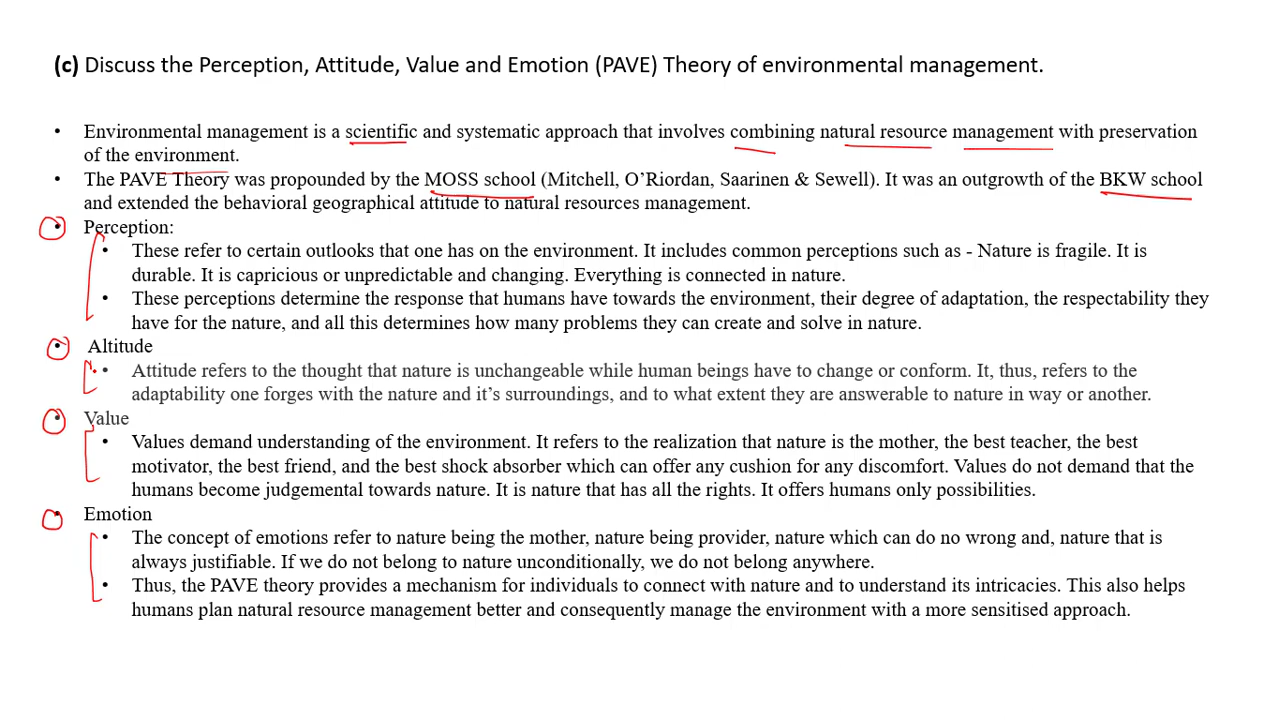 (c) Discuss the Perception, Attitude, Value and Emotion (PAVE) Theory of environmental management.
• Environmental management is a scientific and systematic approach that involves combining natural resource management with preservation
of the environment.
• The PAVE Theory was propounded by the MOSS school (Mitchell, O’Riordan, Saarinen & Sewell). It was an outgrowth of the BKW school
and extended the behavioral geographical attitude to natural resources management.
• Perception:
• These refer to certain outlooks that one has on the environment. It includes common perceptions such as - Nature is fragile. It is
durable. It is capricious or unpredictable and changing. Everything is connected in nature.
• These perceptions determine the response that humans have towards the environment, their degree of adaptation, the respectability they
have for the nature, and all this determines how many problems they can create and solve in nature.
• Altitude
• Attitude refers to the thought that nature is unchangeable while human beings have to change or conform. It, thus, refers to the
adaptability one forges with the nature and it’s surroundings, and to what extent they are answerable to nature in way or another.
• Value
• Values demand understanding of the environment. It refers to the realization that nature is the mother, the best teacher, the best
motivator, the best friend, and the best shock absorber which can offer any cushion for any discomfort. Values do not demand that the
humans become judgemental towards nature. It is nature that has all the rights. It offers humans only possibilities.
• Emotion
• The concept of emotions refer to nature being the mother, nature being provider, nature which can do no wrong and, nature that is
always justifiable. If we do not belong to nature unconditionally, we do not belong anywhere.
• Thus, the PAVE theory provides a mechanism for individuals to connect with nature and to understand its intricacies. This also helps
humans plan natural resource management better and consequently manage the environment with a more sensitised approach.